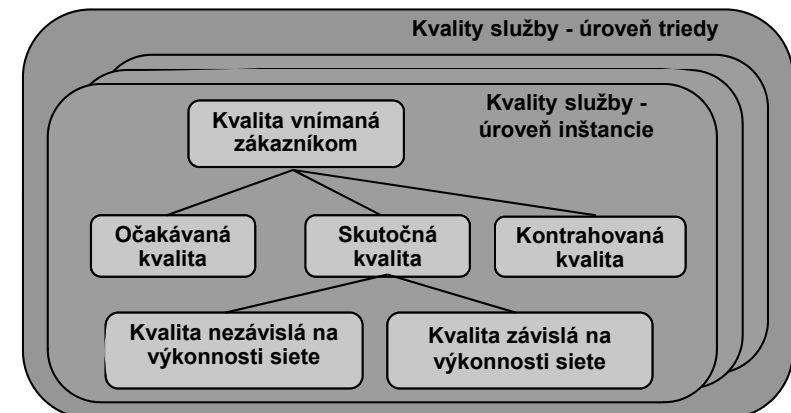 Kvality služby - úroveň triedy
Kvality služby -
úroveň inštancie
Kvalita vnímaná
zákazníkom
Očakávaná
kvalita
Skutočná
kvalita
Kontrahovaná
kvalita
Kvalita nezávislá na
výkonnosti siete
Kvalita závislá na
výkonnosti siete